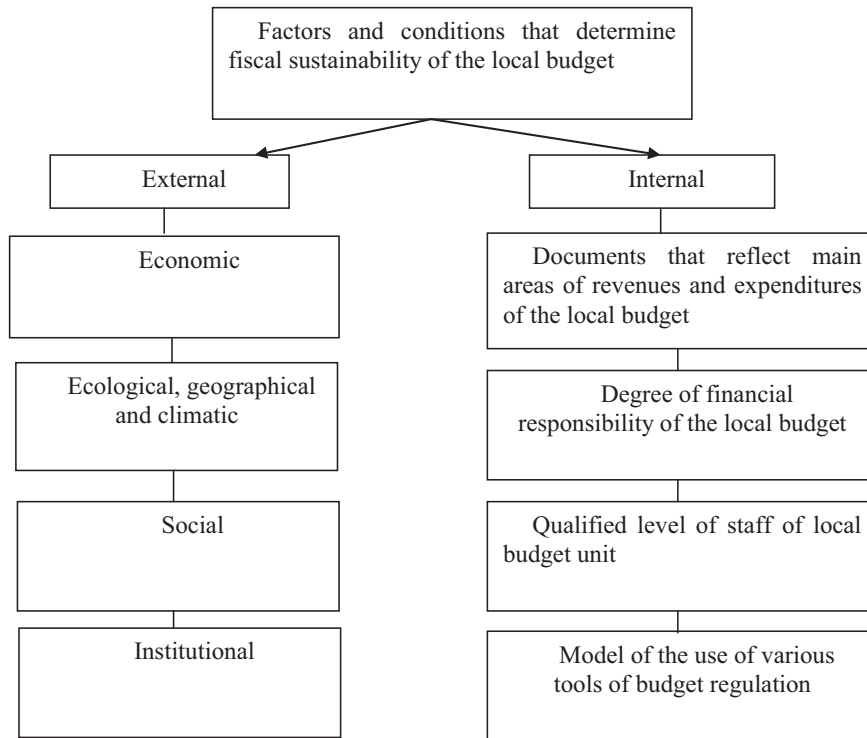 Factors and conditions that determine
fiscal sustainability of the local budget
External
Internal
Economic
Documents that reflect main
areas of revenues and expenditures
of the local budget
Ecological, geographical
and climatic
Degree of financial
responsibility of the local budget
Social
Qualified level of staff of local
budget unit
Institutional
Model of the use of various
tools of budget regulation